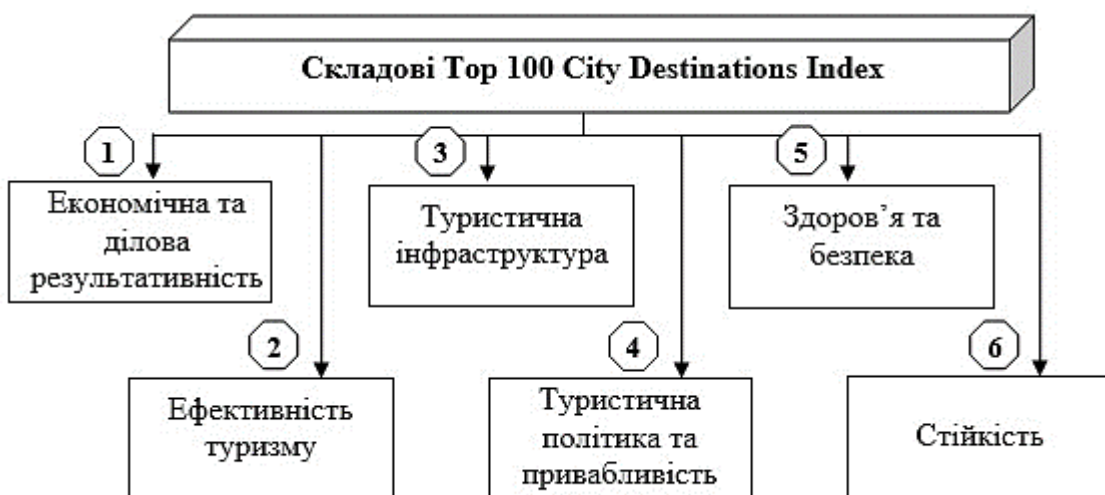 Складові Top 100 City Destinations Index
1
Економічна та
ділова
результативність
2
Ефективність
туризму
3
Туристична
інфраструктура
4
Туристична
політика та
привабливість
5
Здоров’я та
безпека
6
Стійкість